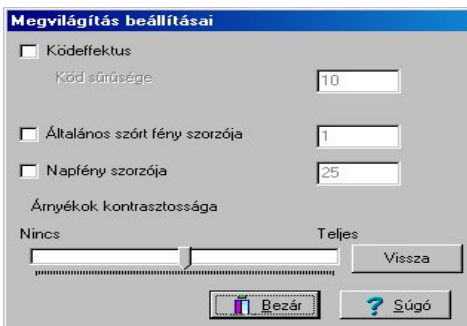 Megvilágítás beállításai
Ködeffektus
Köd sûrûsége 10
Általános szórt fény szorzója 1
Napfény szorzója 25
Árnyékok kontrasztossága
Nincs Teljes
Vissza
Bezár Súgó